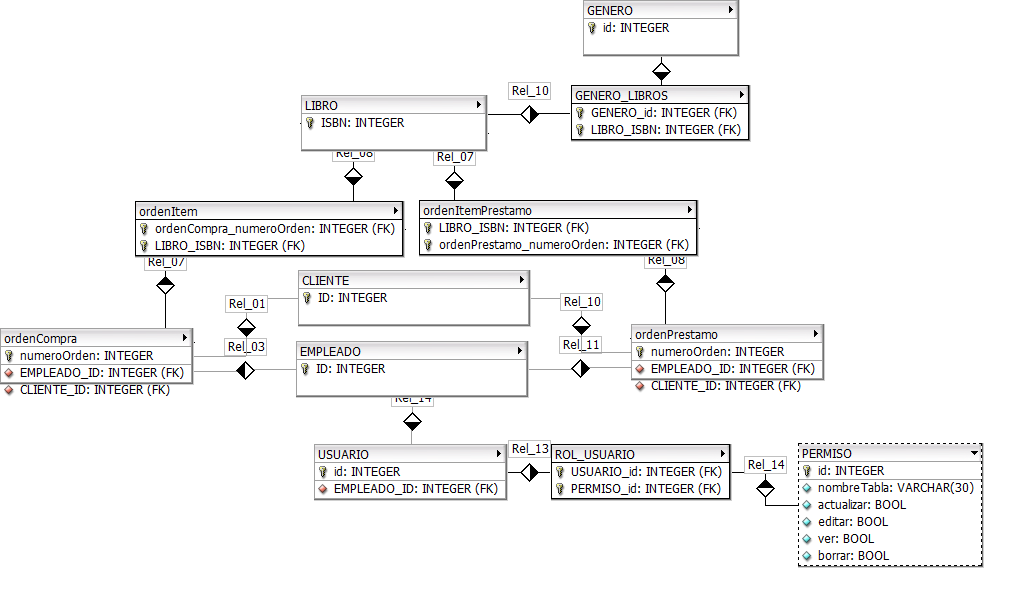 GENERO
id: INTEGER
Rel_10
GENERO_LIBROS
GENERO_id: INTEGER (FK)
LIBRO_ISBN: INTEGER (FK)
LIBRO
ISBN: INTEGER
Rel_08
Rel_07
ordenItem
ordenCompra_numeroOrden: INTEGER (FK)
LIBRO_ISBN: INTEGER (FK)
ordenItemPrestamo
LIBRO_ISBN: INTEGER (FK)
ordenPrestamo_numeroOrden: INTEGER (FK)
Rel_07
Rel_08
CLIENTE
ID: INTEGER
Rel_01
Rel_10
ordenCompra
numeroOrden: INTEGER
EMPLEADO_ID: INTEGER (FK)
CLIENTE_ID: INTEGER (FK)
Rel_03
EMPLEADO
ID: INTEGER
Rel_11
ordenPrestamo
numeroOrden: INTEGER
EMPLEADO_ID: INTEGER (FK)
CLIENTE_ID: INTEGER (FK)
Rel_14
USUARIO
id: INTEGER
EMPLEADO_ID: INTEGER (FK)
Rel_13
ROL_USUARIO
USUARIO_id: INTEGER (FK)
PERMISO_id: INTEGER (FK)
Rel_14
PERMISO
id: INTEGER
nombreTabla: VARCHAR(30)
actualizar: BOOL
editar: BOOL
ver: BOOL
borrar: BOOL